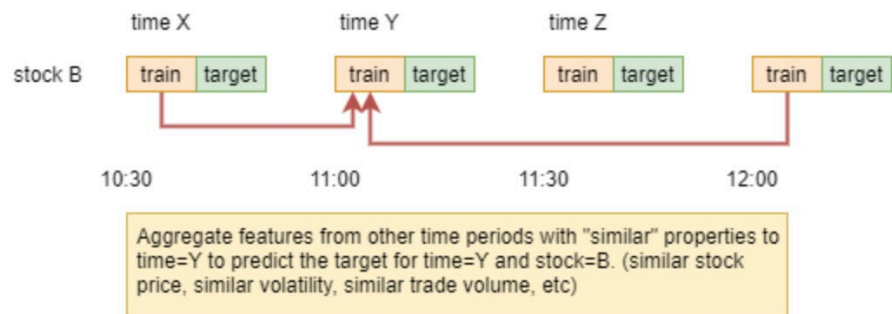 time X time Y time Z
stock B train target train target train target train target
10:30 11:00 11:30 12:00
Aggregate features from other time periods with "similar" properties to
time=Y to predict the target for time=Y and stock=B. (similar stock
price, similar volatility, similar trade volume, etc)